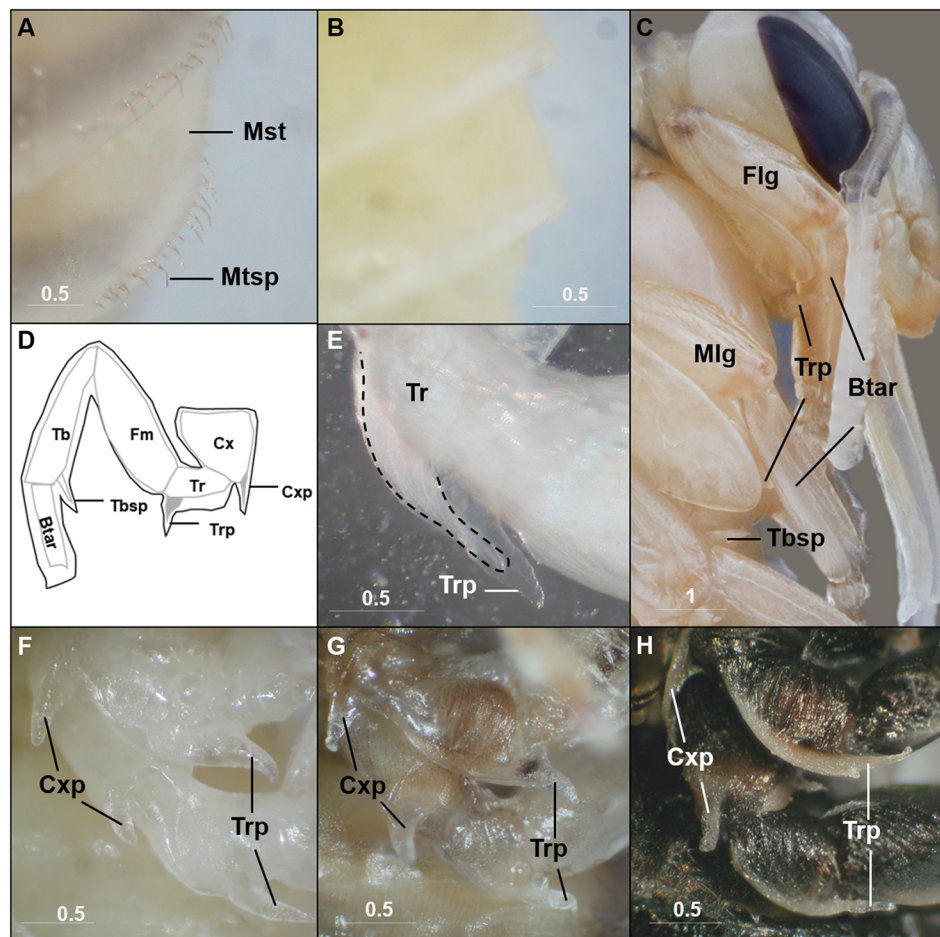 A
Mst
Mtsp
0.5
B
0.5
C
Flg
Mlg
Trp
Btar
Tbsp
1
D
Tb
Fm
Cx
Tr
Tbsp
Trp
Cxp
Btar
E
Tr
Trp
0.5
F
Cxp
Trp
0.5
G
Cxp
Trp
0.5
H
Cxp
Trp
0.5